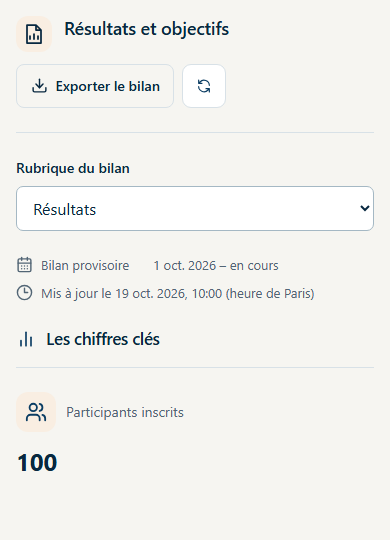 Résultats et objectifs
Exporter le bilan
Rubrique du bilan
Résultats
Bilan provisoire 1 oct. 2026 – en cours
Mis à jour le 19 oct. 2026, 10:00 (heure de Paris)
Les chiffres clés
Participants inscrits
100